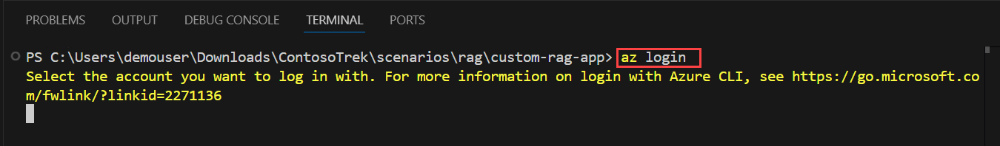 PROBLEMS OUTPUT DEBUG CONSOLE TERMINAL PORTS
PS C:\Users\demouser\Downloads\ContosoTrek\scenarios\rag\custom-rag-app> az login
Select the account you want to log in with. For more information on login with Azure CLI, see https://go.microsoft.co
m/fwlink/?linkid=2271136